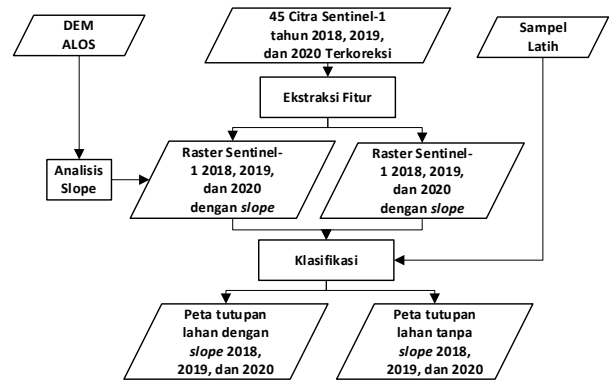 DEM
ALOS
45 Citra Sentinel-1
tahun 2018, 2019,
dan 2020 Terkoreksi
Sampel
Latih
Ekstraksi Fitur
Analisis
Slope
Raster Sentinel-
1 2018, 2019,
dan 2020
dengan slope
Raster Sentinel-
1 2018, 2019,
dan 2020
dengan slope
Klasifikasi
Peta tutupan
lahan dengan
slope 2018,
2019, dan 2020
Peta tutupan
lahan tanpa
slope 2018,
2019, dan 2020